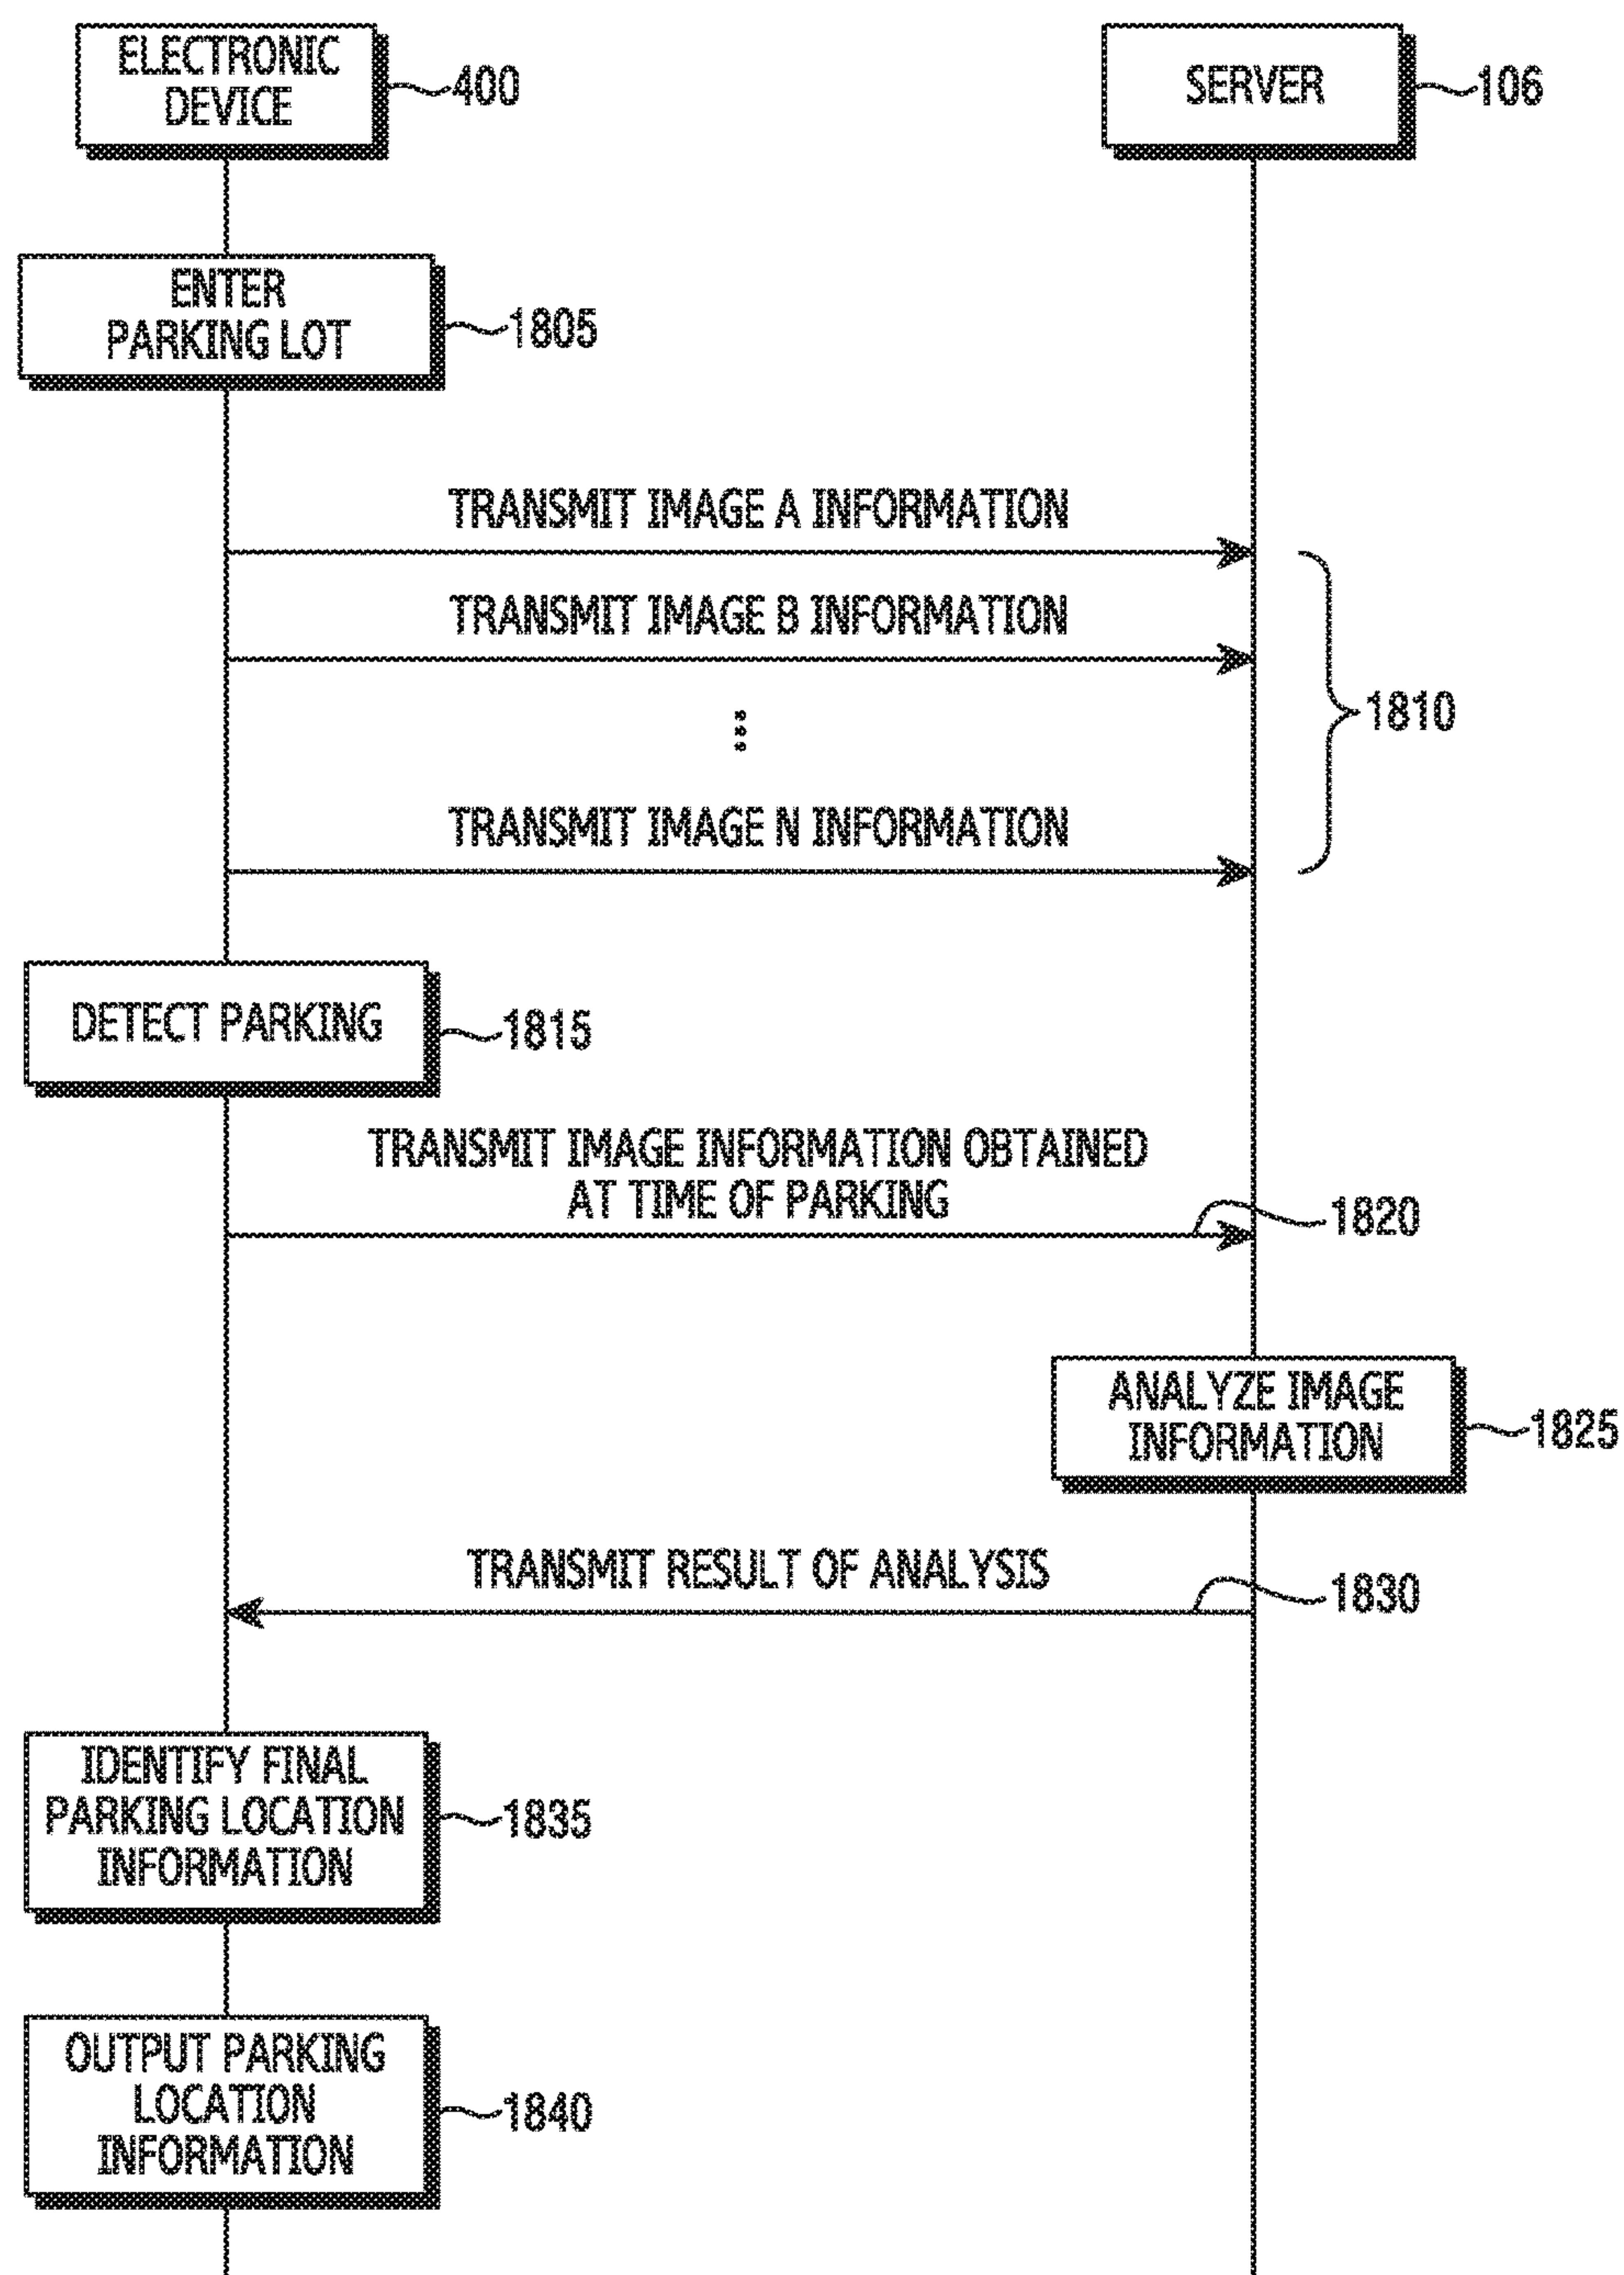 ELECTRONIC
DEVICE
400
SERVER
106
ENTER
PARKING LOT
1805
TRANSMIT IMAGE A INFORMATION
TRANSMIT IMAGE B INFORMATION
1810
TRANSMIT IMAGE N INFORMATION
DETECT PARKING
1815
TRANSMIT IMAGE INFORMATION OBTAINED
AT TIME OF PARKING
1820
ANALYZE IMAGE
INFORMATION
1825
TRANSMIT RESULT OF ANALYSIS
1830
IDENTIFY FINAL
PARKING LOCATION
INFORMATION
1835
OUTPUT PARKING
LOCATION
INFORMATION
1840